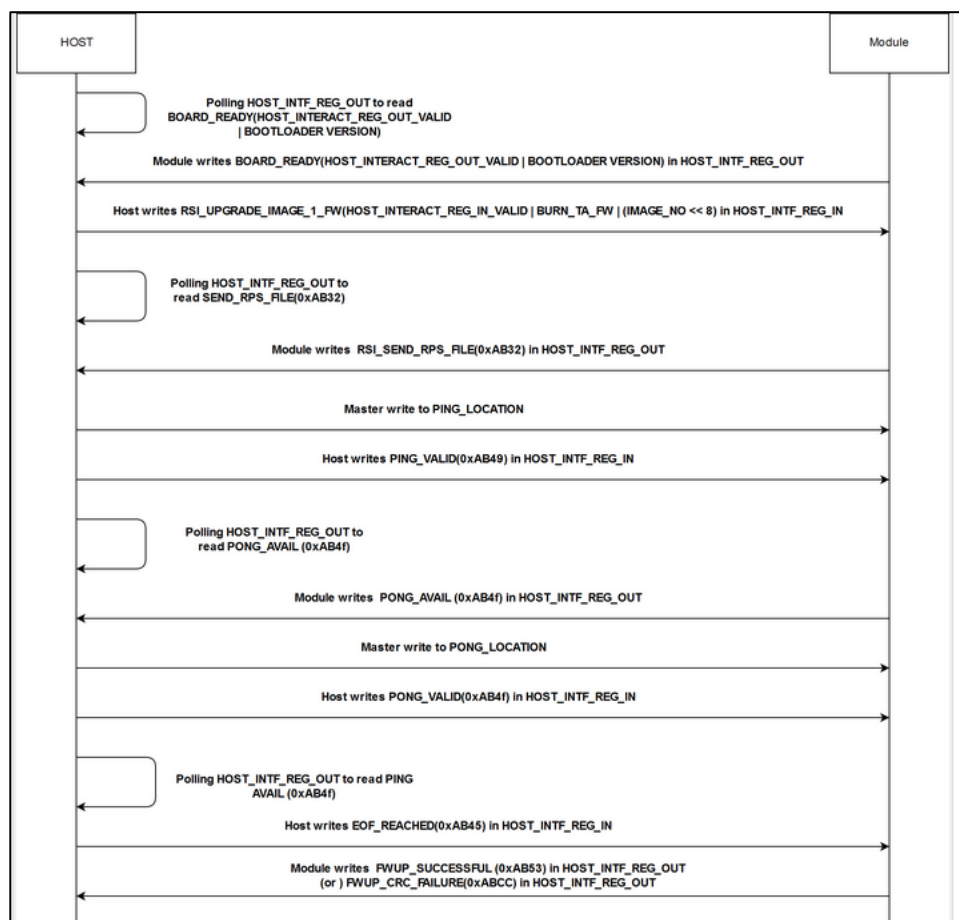 HOST
Module
Polling HOST_INTF_REG_OUT to read
BOARD_READY(HOST_INTERACT_REG_OUT_VALID
| BOOTLOADER VERSION)
Module writes BOARD_READY(HOST_INTERACT_REG_OUT_VALID | BOOTLOADER VERSION) in HOST_INTF_REG_OUT
Host writes RSI_UPGRADE_IMAGE_1_FW(HOST_INTERACT_REG_IN_VALID | BURN_TA_FW | (IMAGE_NO << 8) in HOST_INTF_REG_IN
Polling HOST_INTF_REG_OUT to
read SEND_RPS_FILE(0xAB32)
Module writes RSI_SEND_RPS_FILE(0xAB32) in HOST_INTF_REG_OUT
Master write to PING_LOCATION
Host writes PING_VALID(0xAB49) in HOST_INTF_REG_IN
Polling HOST_INTF_REG_OUT to
read PONG_AVAIL (0xAB4f)
Module writes PONG_AVAIL (0xAB4f) in HOST_INTF_REG_OUT
Master write to PONG_LOCATION
Host writes PONG_VALID(0xAB4f) in HOST_INTF_REG_IN
Polling HOST_INTF_REG_OUT to read PING
AVAIL (0xAB4f)
Host writes EOF_REACHED(0xAB45) in HOST_INTF_REG_IN
Module writes FWUP_SUCCESSFUL (0xAB53) in HOST_INTF_REG_OUT
(or ) FWUP_CRC_FAILURE(0xABCC) in HOST_INTF_REG_OUT